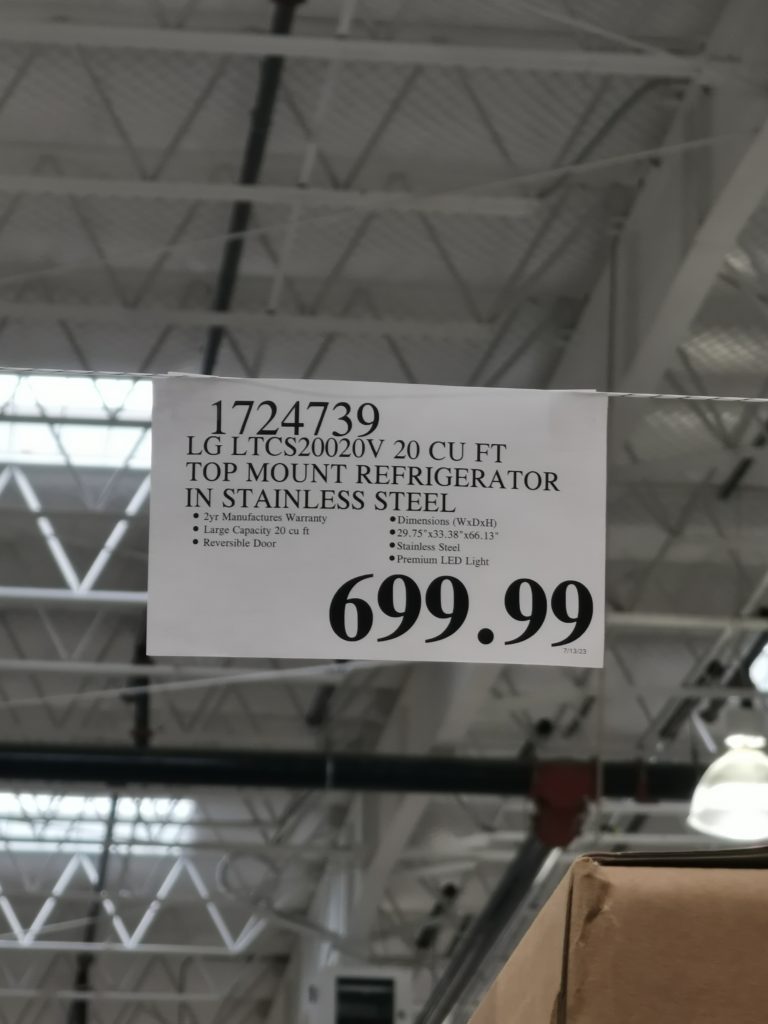 1724739
LG LTCS20020V 20 CU FT
TOP MOUNT REFRIGERATOR
IN STAINLESS STEEL
• 2yr Manufactures Warranty
• Large Capacity 20 cu ft
• Reversible Door
• Dimensions (WxDxH)
• 29.75"x33.38"x66.13"
• Stainless Steel
• Premium LED Light
699.99
7/13/23